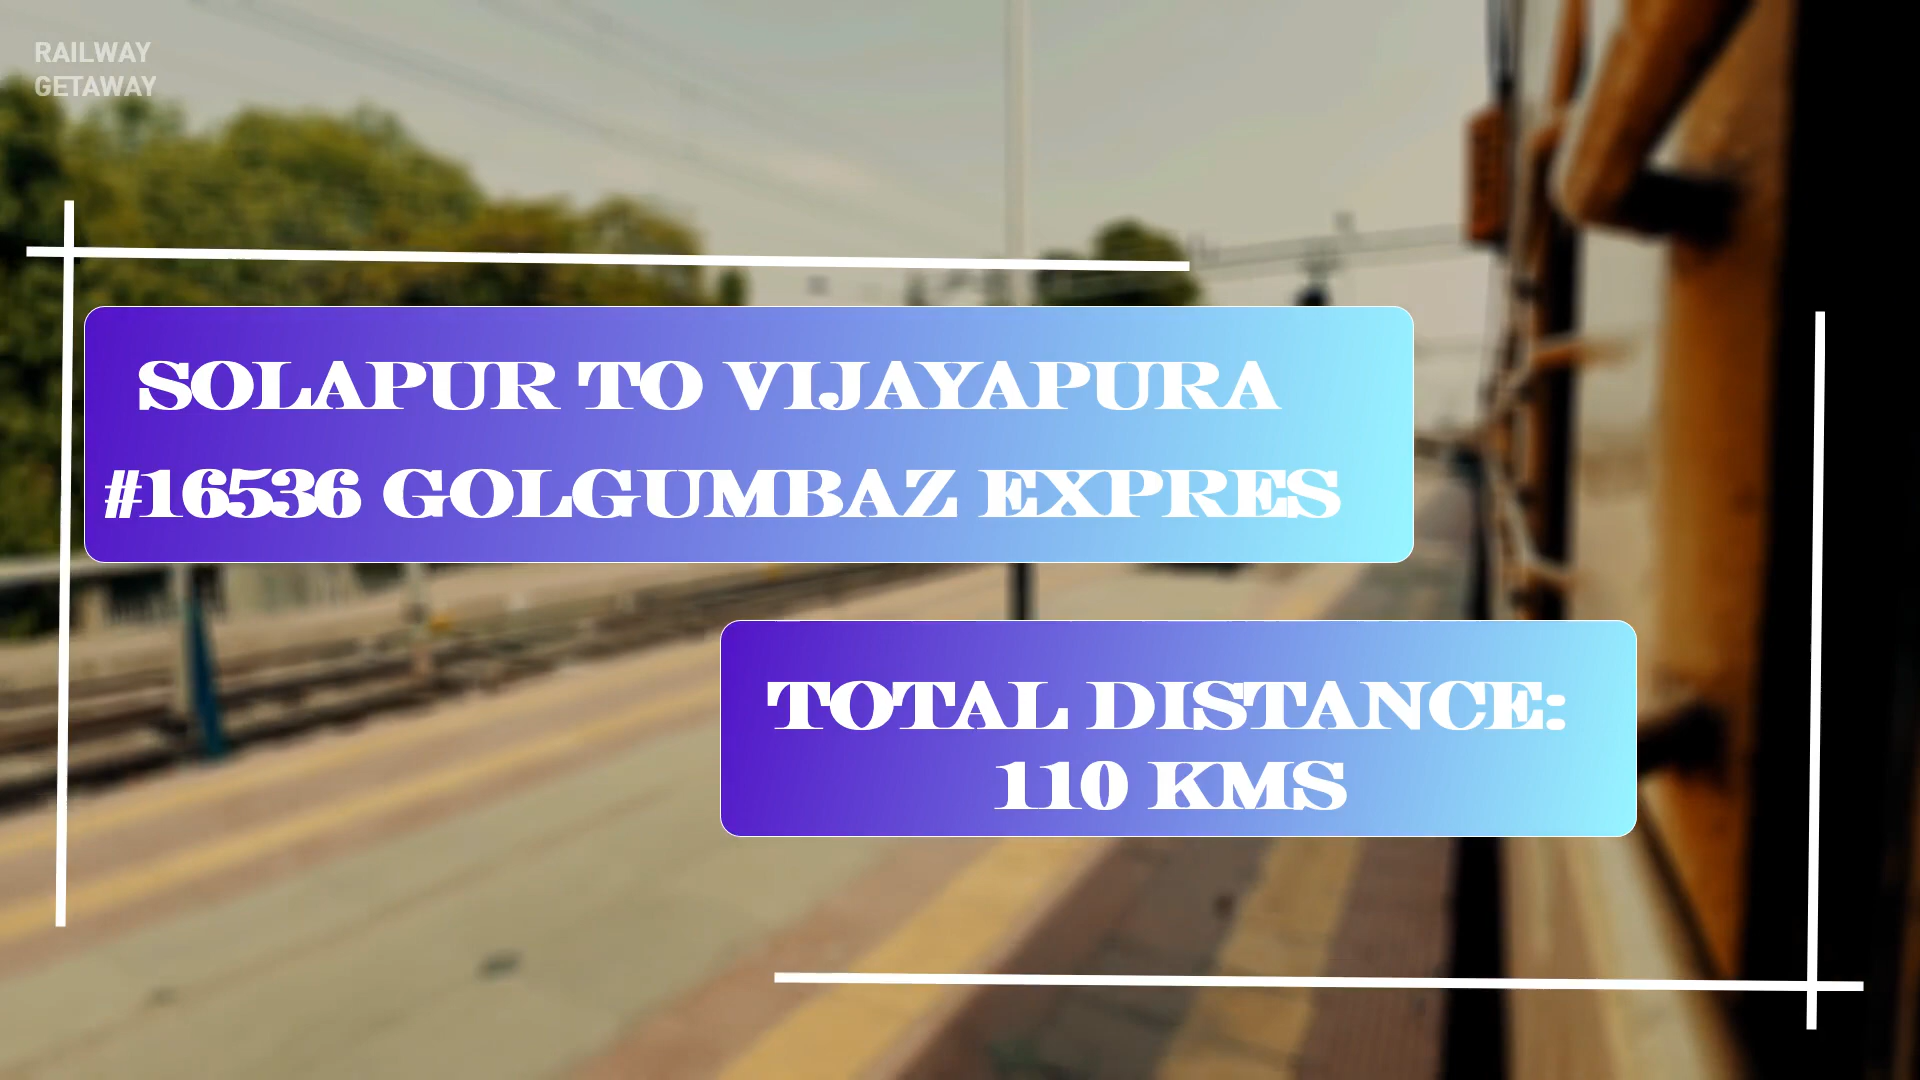 RAILWAY
GETAWAY
SOLAPUR TO VIJAYAPURA
#16536 GOLGUMBAZ EXPRES
TOTAL DISTANCE:
110 KMS